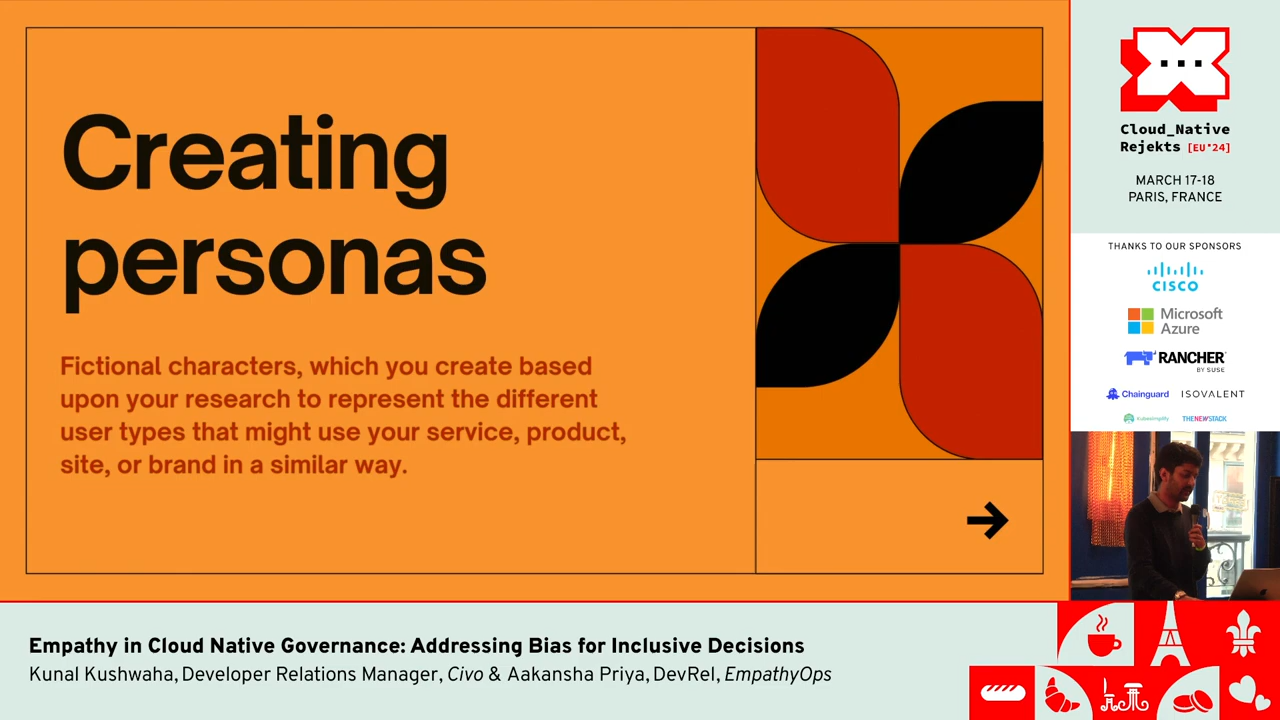 Creating
personas
Fictional characters, which you create based
upon your research to represent the different
user types that might use your service, product,
site, or brand in a similar way.
Cloud_Native
Rejekts [EU'24]
MARCH 17-18
PARIS, FRANCE
THANKS TO OUR SPONSORS
CISCO
Microsoft
Azure
RANCHER
BY SUSE
Chainguard ISOVALENT
Kubesimplify THENEWSTACK
Empathy in Cloud Native Governance: Addressing Bias for Inclusive Decisions
Kunal Kushwaha, Developer Relations Manager, Civo & Aakansha Priya, DevRel, EmpathyOps